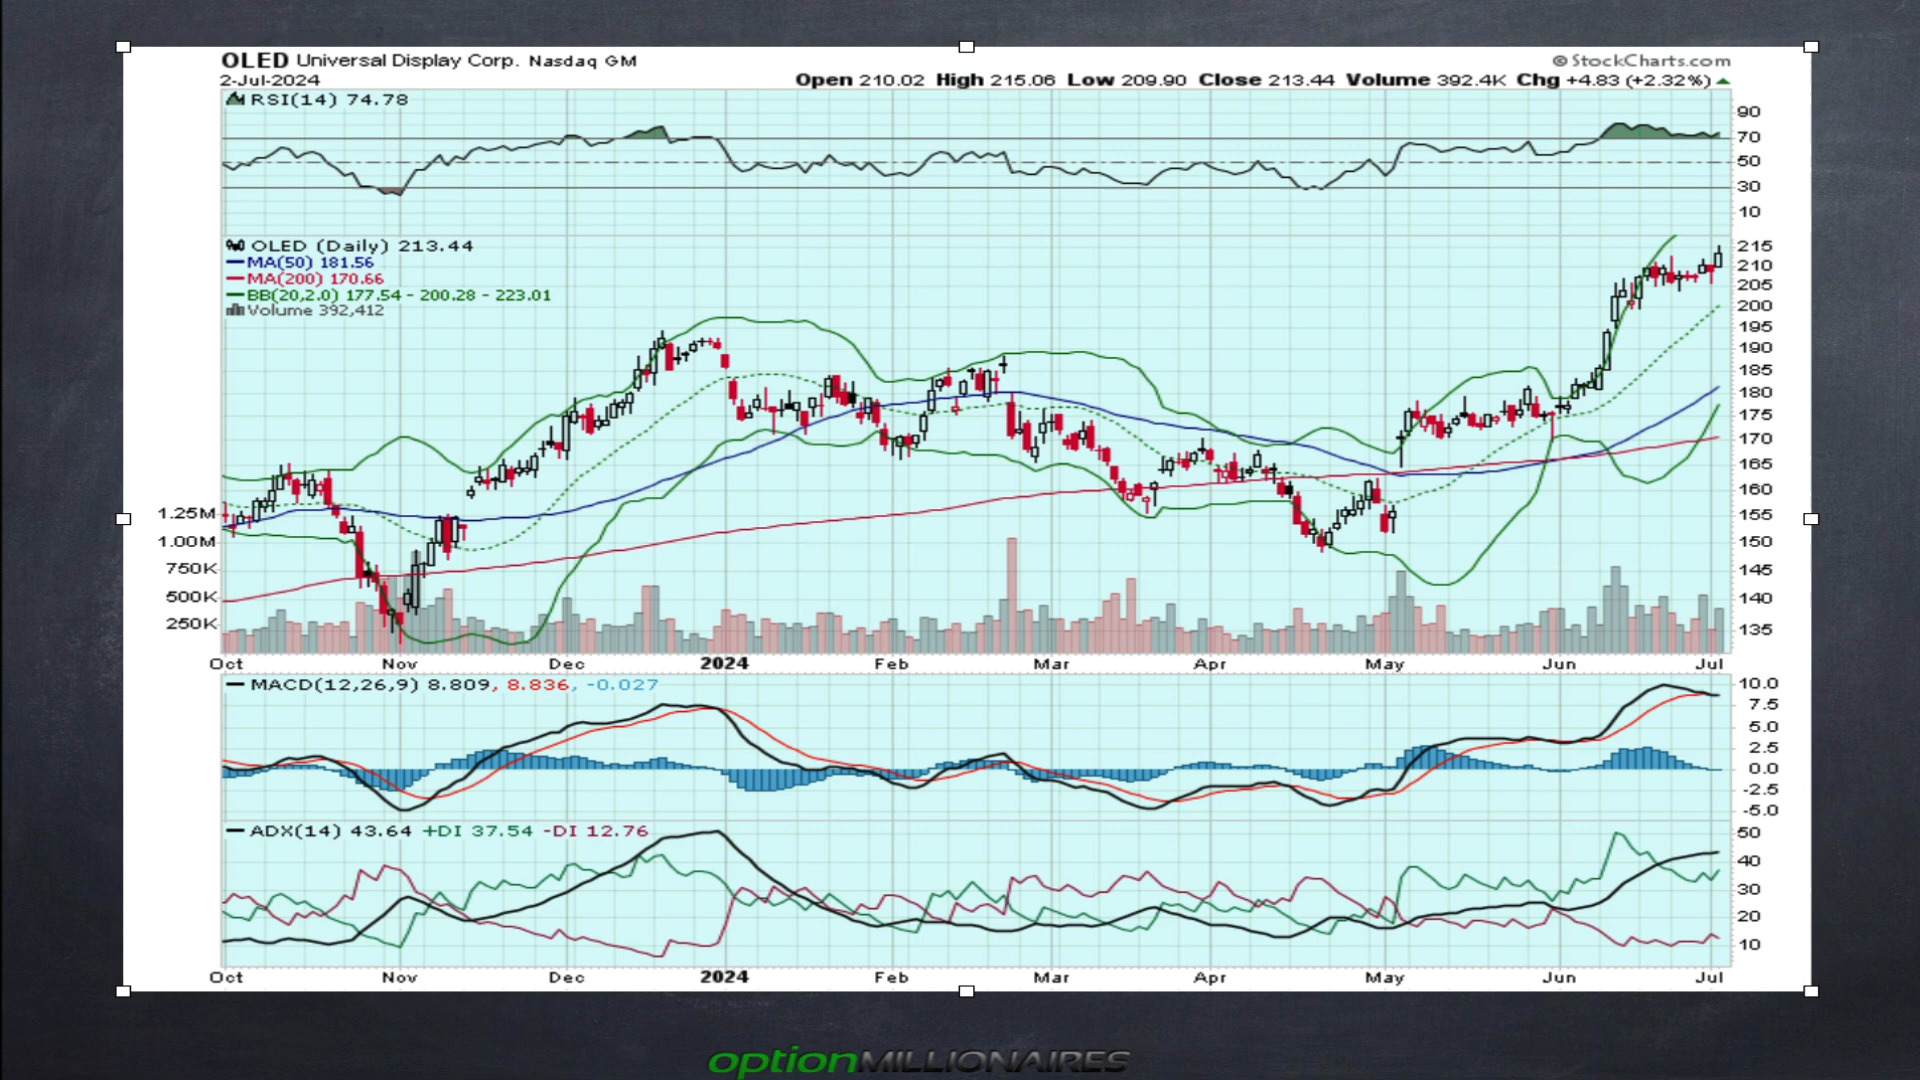 OLED Universal Display Corp. Nasdaq GM
© StockCharts.com
2-Jul-2024
Open 210.02 High 215.06 Low 209.90 Close 213.44 Volume 392.4K Chg +4.83 (+2.32%)
RSI(14) 74.78
90
70
50
30
10
OLED (Daily) 213.44
MA(50) 181.56
MA(200) 170.66
BB(20,2.0) 177.54 - 200.28 - 223.01
Volume 392,412
215
210
205
200
195
190
185
180
175
170
165
160
155
150
145
140
135
1.25M
1.00M
750K
500K
250K
Oct Nov Dec 2024 Feb Mar Apr May Jun Jul
MACD(12,26,9) 8.809, 8.836, -0.027
10.0
7.5
5.0
2.5
0.0
-2.5
-5.0
ADX(14) 43.64 +DI 37.54 -DI 12.76
50
40
30
20
10
Oct Nov Dec 2024 Feb Mar Apr May Jun Jul
optionMILLIONAIRES